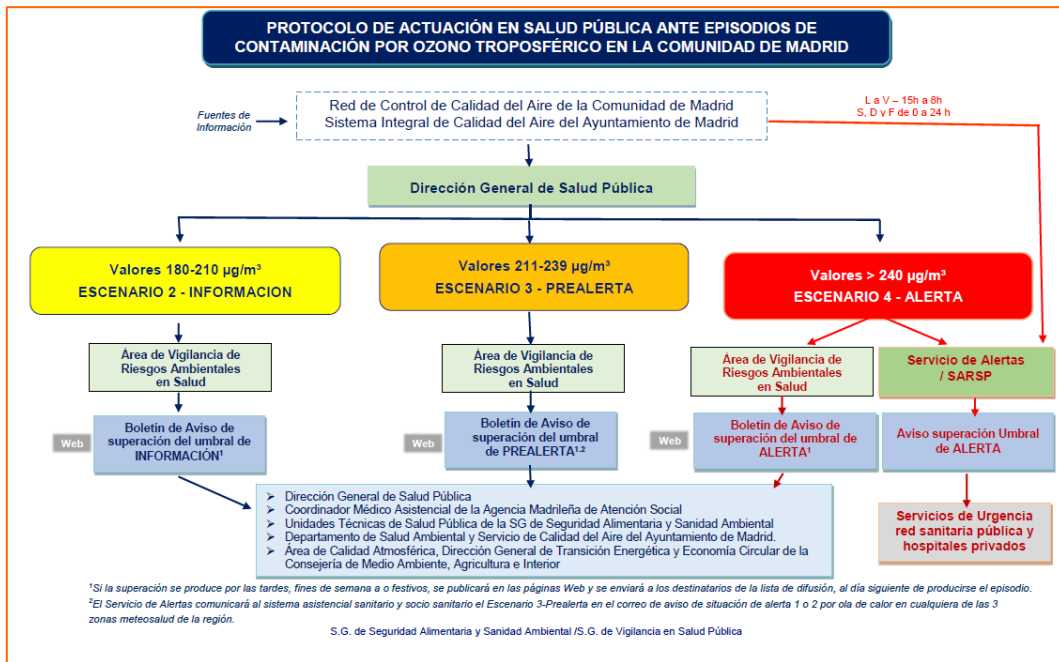 PROTOCOLO DE ACTUACIÓN EN SALUD PÚBLICA ANTE EPISODIOS DE
CONTAMINACIÓN POR OZONO TROPOSFÉRICO EN LA COMUNIDAD DE MADRID
Fuentes de
Información
Red de Control de Calidad del Aire de la Comunidad de Madrid
Sistema Integral de Calidad del Aire del Ayuntamiento de Madrid
L a V – 15h a 8h
S, D y F de 0 a 24 h
Dirección General de Salud Pública
Valores 180-210 µg/m³
ESCENARIO 2 - INFORMACION
Valores 211-239 µg/m³
ESCENARIO 3 - PREALERTA
Valores > 240 µg/m³
ESCENARIO 4 - ALERTA
Área de Vigilancia de
Riesgos Ambientales
en Salud
Área de Vigilancia de
Riesgos Ambientales
en Salud
Área de Vigilancia de
Riesgos Ambientales
en Salud
Servicio de Alertas
/ SARSP
Web
Boletín de Aviso de
superación del umbral de
INFORMACIÓN¹
Web
Boletín de Aviso de
superación del umbral
de PREALERTA¹·²
Web
Boletín de Aviso de
superación del umbral de
ALERTA¹
Aviso superación Umbral
de ALERTA
➢ Dirección General de Salud Pública
➢ Coordinador Médico Asistencial de la Agencia Madrileña de Atención Social
➢ Unidades Técnicas de Salud Pública de la SG de Seguridad Alimentaria y Sanidad Ambiental
➢ Departamento de Salud Ambiental y Servicio de Calidad del Aire del Ayuntamiento de Madrid.
➢ Área de Calidad Atmosférica, Dirección General de Transición Energética y Economía Circular de la
Consejería de Medio Ambiente, Agricultura e Interior
Servicios de Urgencia
red sanitaria pública y
hospitales privados
¹Si la superación se produce por las tardes, fines de semana a o festivos, se publicará en las páginas Web y se enviará a los destinatarios de la lista de difusión, al día siguiente de producirse el episodio.
²El Servicio de Alertas comunicará al sistema asistencial sanitario y socio sanitario el Escenario 3-Prealerta en el correo de aviso de situación de alerta 1 o 2 por ola de calor en cualquiera de las 3
zonas meteosalud de la región.
S.G. de Seguridad Alimentaria y Sanidad Ambiental /S.G. de Vigilancia en Salud Pública